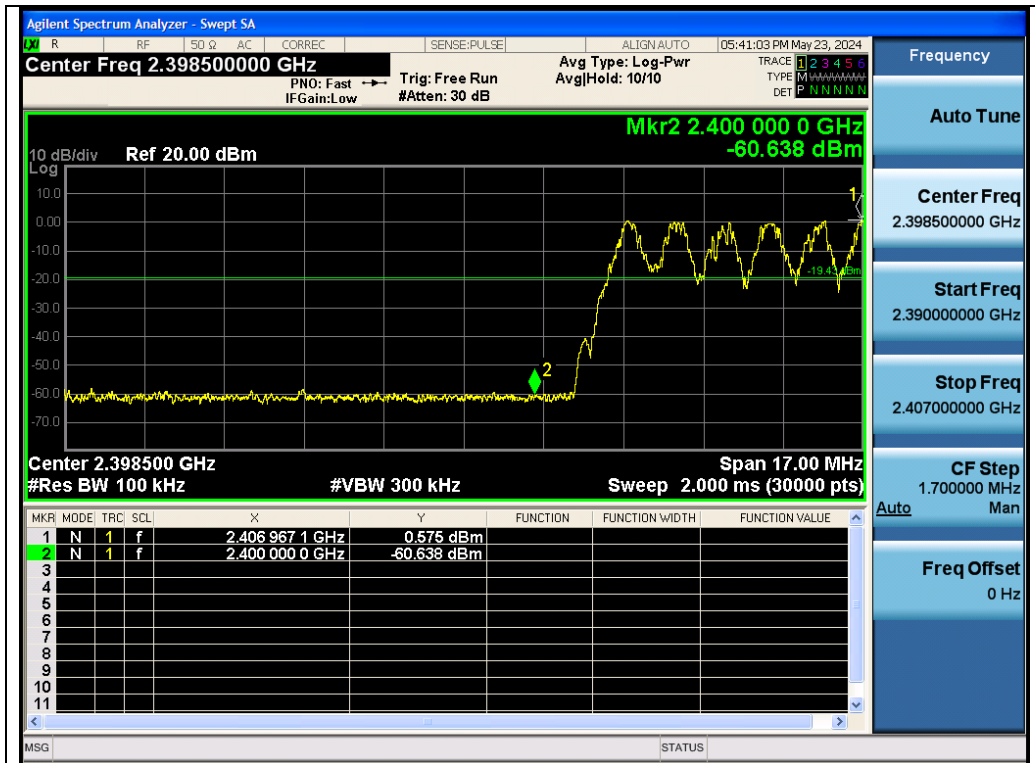 Agilent Spectrum Analyzer - Swept SA
LXI R RF 50 Ω AC CORREC SENSE:PULSE ALIGN AUTO 05:41:03 PM May 23, 2024
Center Freq 2.398500000 GHz
PNO: Fast
IFGain:Low
Trig: Free Run
#Atten: 30 dB
Avg Type: Log-Pwr
Avg|Hold: 10/10
TRACE 1 2 3 4 5 6
TYPE M WWWWW
DET P N N N N N
Mkr2 2.400 000 0 GHz
-60.638 dBm
10 dB/div Ref 20.00 dBm
Log
10.0
0.00
-10.0
-20.0
-30.0
-40.0
-50.0
-60.0
-70.0
1
2
-19.43 dBm
Center 2.398500 GHz Span 17.00 MHz
#Res BW 100 kHz #VBW 300 kHz Sweep 2.000 ms (30000 pts)
MKR MODE TRC SCL X Y FUNCTION FUNCTION WIDTH FUNCTION VALUE
1 N 1 f 2.406 967 1 GHz 0.575 dBm
2 N 1 f 2.400 000 0 GHz -60.638 dBm
3
4
5
6
7
8
9
10
11
MSG STATUS
Frequency
Auto Tune
Center Freq
2.398500000 GHz
Start Freq
2.390000000 GHz
Stop Freq
2.407000000 GHz
CF Step
1.700000 MHz
Auto Man
Freq Offset
0 Hz